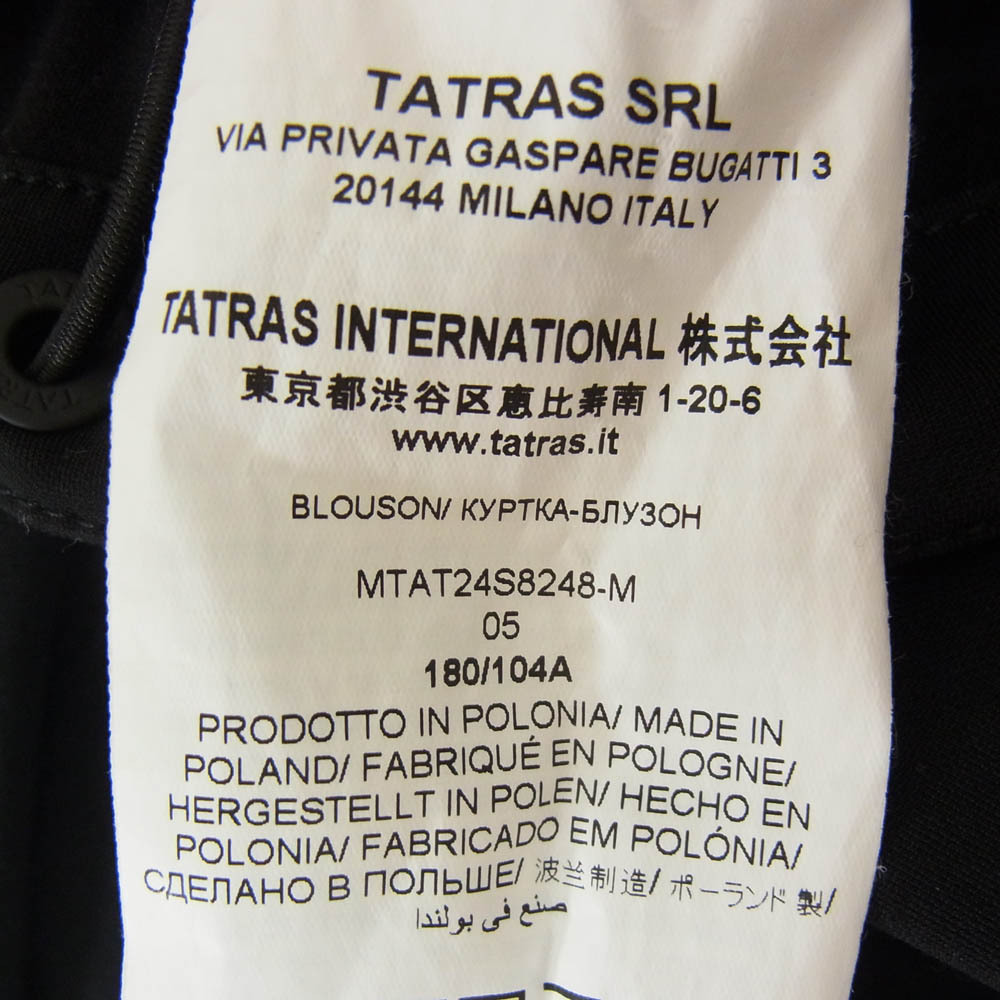 TATRAS SRL
VIA PRIVATA GASPARE BUGATTI 3
20144 MILANO ITALY
TATRAS INTERNATIONAL 株式会社
東京都渋谷区恵比寿南 1-20-6
www.tatras.it
BLOUSON/ КУРТКА-БЛУЗОН
MTAT24S8248-M
05
180/104A
PRODOTTO IN POLONIA/ MADE IN
POLAND/ FABRIQUÉ EN POLOGNE/
HERGESTELLT IN POLEN/ HECHO EN
POLONIA/ FABRICADO EM POLÓNIA/
СДЕЛАНО В ПОЛЬШЕ/ 波兰制造/ ポーランド 製/
صنع في بولندا